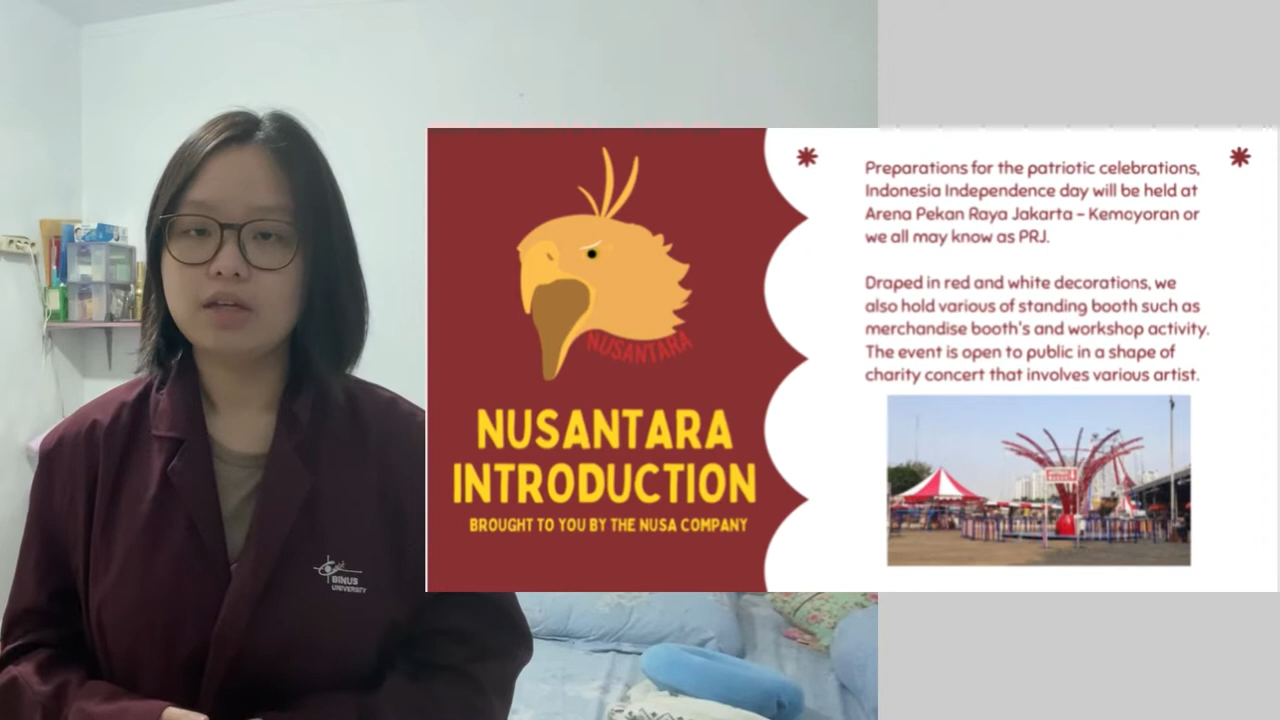 Preparations for the patriotic celebrations,
Indonesia Independence day will be held at
Arena Pekan Raya Jakarta - Kemayoran or
we all may know as PRJ.
Draped in red and white decorations, we
also hold various of standing booth such as
merchandise booth's and workshop activity.
The event is open to public in a shape of
charity concert that involves various artist.
NUSANTARA
NUSANTARA
INTRODUCTION
BROUGHT TO YOU BY THE NUSA COMPANY
BINUS
UNIVERSITY